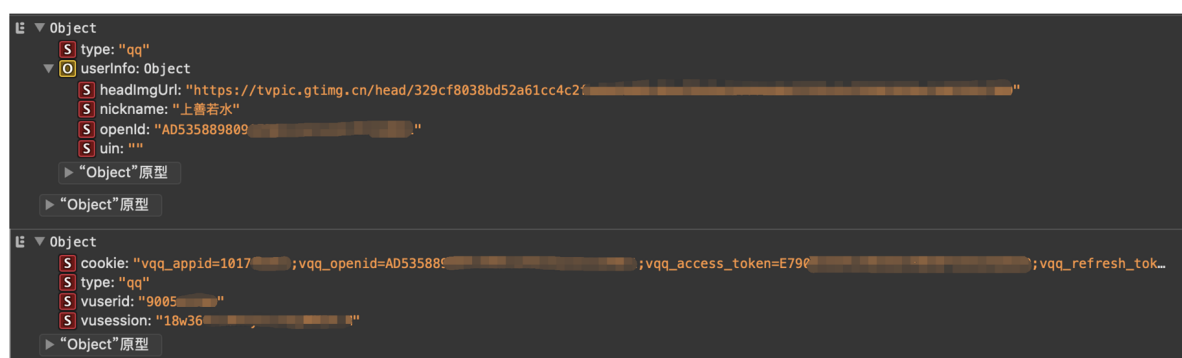 E ▼ Object
S type: "qq"
▼ O userInfo: Object
S headImgUrl: "https://tvpic.gtimg.cn/head/329cf8038bd52a61cc4c2f"
S nickname: "上善若水"
S openId: "AD535889809"
S uin: ""
▶ “Object”原型
▶ “Object”原型
E ▼ Object
S cookie: "vqq_appid=1017;vqq_openid=AD535889;vqq_access_token=E790;vqq_refresh_tok…
S type: "qq"
S vuserid: "9005"
S vusession: "18w36"
▶ “Object”原型